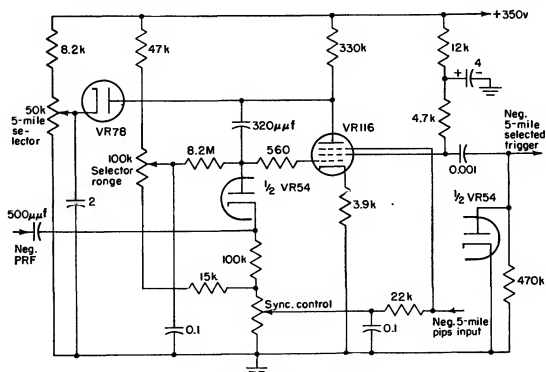 +350v
8.2k
47k
330k
12k
4
+
-
50k
5-mile
se-
lector
VR78
4.7k
Neg.
5-mile
selected
trigger
320μμf
VR116
100k
Selector
range
8.2M
560
0.001
½ VR54
½ VR54
2
3.9k
500μμf
Neg.
PRF
100k
15k
470k
Sync. control
22k
0.1
0.1
Neg. 5-mile
pips input